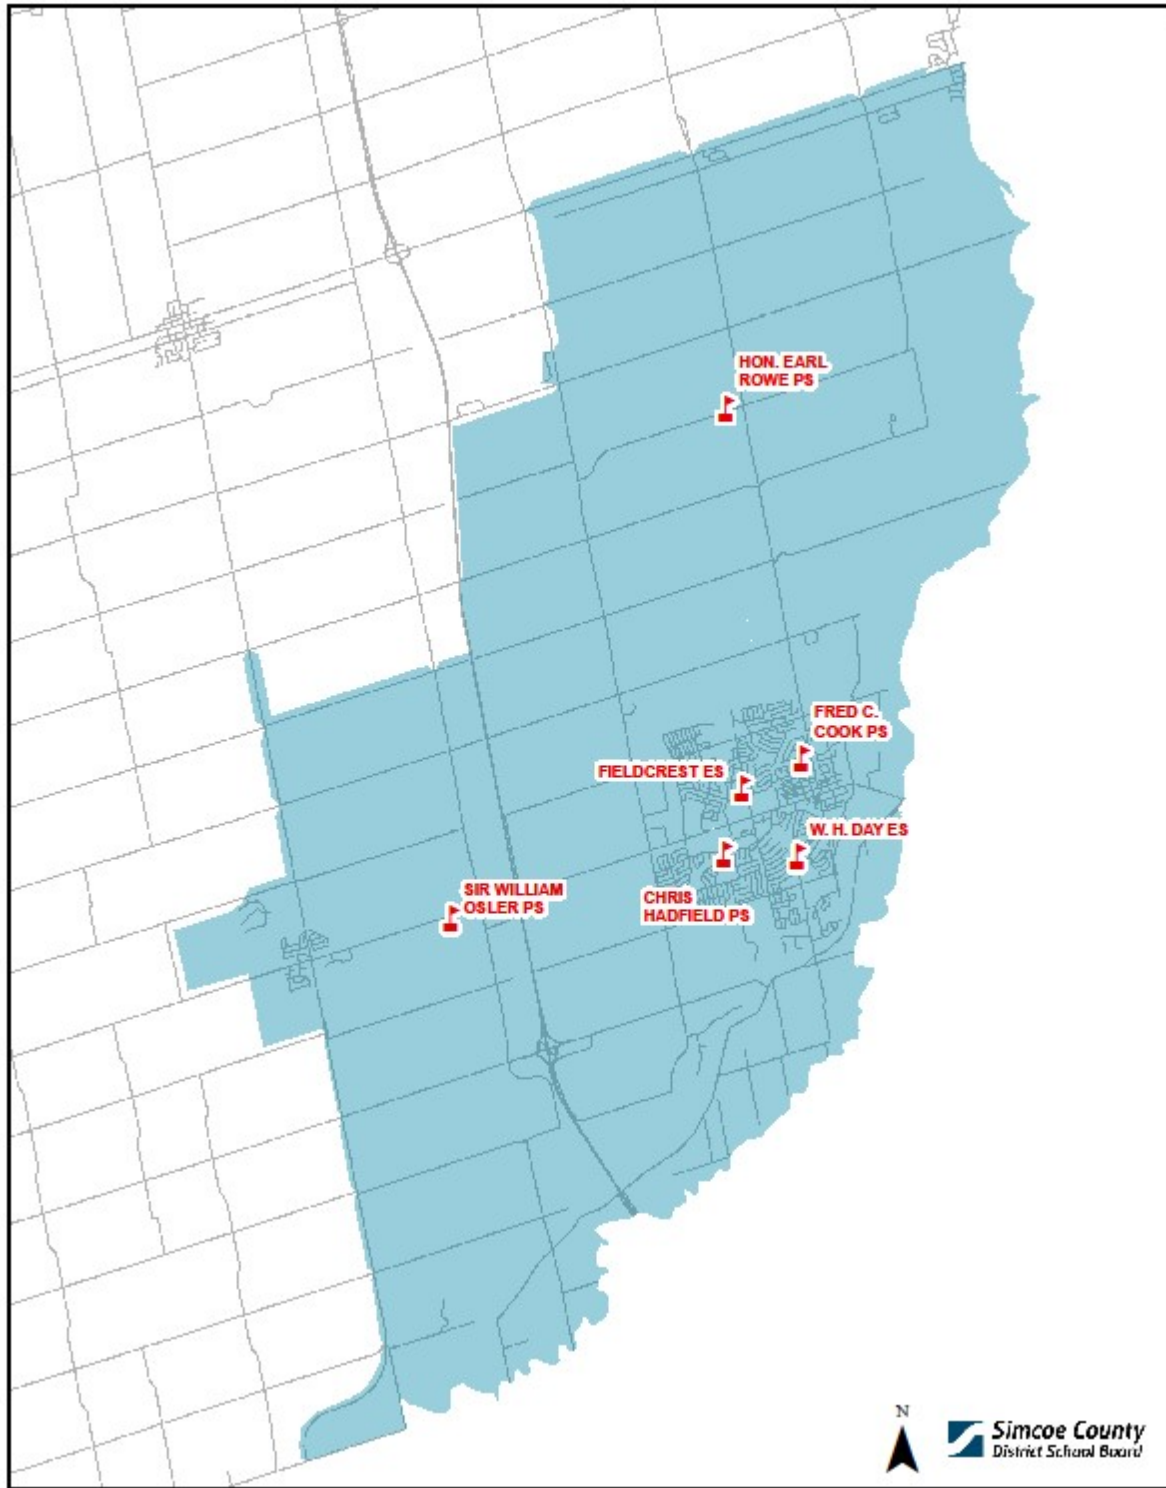 HON. EARL
ROWE PS
FRED C.
COOK PS
FIELDCREST ES
W. H. DAY ES
SIR WILLIAM
OSLER PS
CHRIS
HADFIELD PS
N
Simcoe County
District School Board